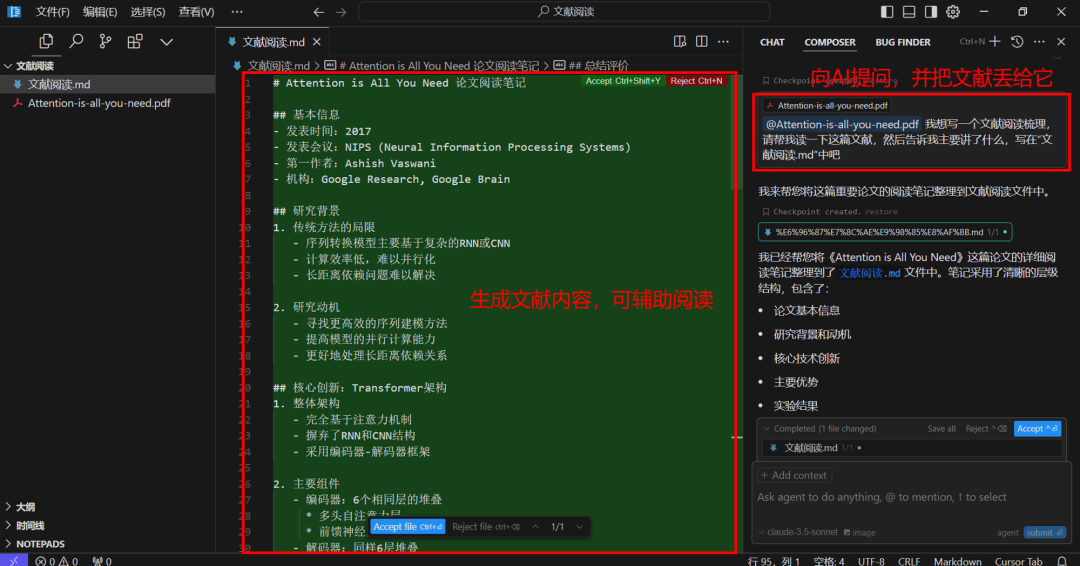 文件(F) 编辑(E) 选择(S) 查看(V) ··· 文献阅读
文献阅读
文献阅读.md
Attention-is-all-you-need.pdf
大纲
时间线
NOTEPADS
文献阅读.md
文献阅读.md > # Attention is All You Need 论文阅读笔记 > ## 总结评价
Accept Ctrl+Shift+Y Reject Ctrl+N
1 # Attention is All You Need 论文阅读笔记
2
3 ## 基本信息
4 - 发表时间: 2017
5 - 发表会议: NIPS (Neural Information Processing Systems)
6 - 第一作者: Ashish Vaswani
7 - 机构: Google Research, Google Brain
8
9 ## 研究背景
10 1. 传统方法的局限
11 - 序列转换模型主要基于复杂的RNN或CNN
12 - 计算效率低，难以并行化
13 - 长距离依赖问题难以解决
14
15 2. 研究动机
16 - 寻找更高效的序列建模方法
17 - 提高模型的并行计算能力
18 - 更好地处理长距离依赖关系
19
20 ## 核心创新: Transformer架构
21 1. 整体架构
22 - 完全基于注意力机制
23 - 摒弃了RNN和CNN结构
24 - 采用编码器-解码器框架
25
26 2. 主要组件
27 - 编码器: 6个相同层的堆叠
28 * 多头自注意力层
29 * 前馈神经
30 - 解码器: 同样6层堆叠
生成文献内容，可辅助阅读
Accept file Ctrl+⏎ Reject file ctrl+⌫ 1/1
CHAT COMPOSER BUG FINDER Ctrl+N
Checkpoint
向AI提问，并把文献丢给它
Attention-is-all-you-need.pdf
@Attention-is-all-you-need.pdf 我想写一个文献阅读梳理，
请帮我读一下这篇文献，然后告诉我主要讲了什么，写在“文
献阅读.md”中吧
我来帮您将这篇重要论文的阅读笔记整理到文献阅读文件中。
Checkpoint created. restore
%E6%96%87%E7%8C%AE%E9%98%85%E8%AF%BB.md 1/1
我已经帮您将《Attention is All You Need》这篇论文的详细阅
读笔记整理到了 文献阅读.md 文件中。笔记采用了清晰的层级
结构，包含了：
• 论文基本信息
• 研究背景和动机
• 核心技术创新
• 主要优势
• 实验结果
Completed (1 file changed) Save all Reject ^⌫ Accept ^⏎
文献阅读.md 1/1
+ Add context
Ask agent to do anything, @ to mention, ↑ to select
claude-3.5-sonnet image agent submit ⏎
0 0 0 行 95，列 1 空格: 4 UTF-8 CRLF Markdown Cursor Tab